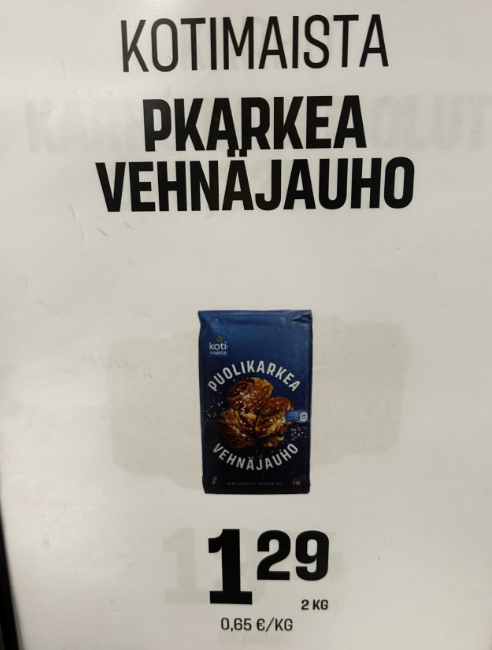 KOTIMAISTA
PKARKEA
VEHNÄJAUHO
koti-
maista
PUOLIKARKEA
VEHNÄJAUHO
1 29
2 KG
0,65 €/KG